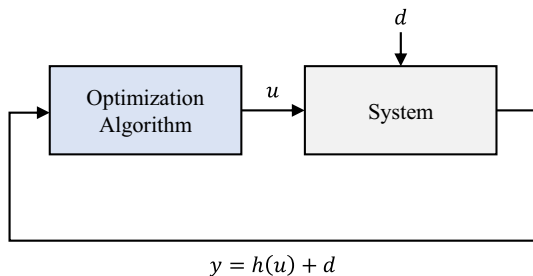 d
Optimization
Algorithm
u
System
y = h(u) + d